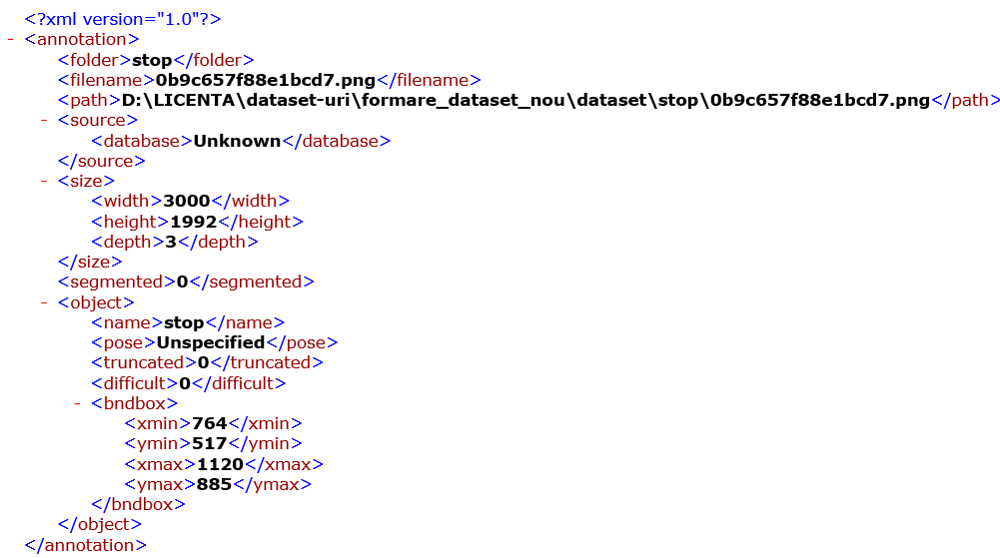 <?xml version="1.0"?>
- <annotation>
<folder>stop</folder>
<filename>0b9c657f88e1bcd7.png</filename>
<path>D:\LICENTA\dataset-uri\formare_dataset_nou\dataset\stop\0b9c657f88e1bcd7.png</path>
- <source>
<database>Unknown</database>
</source>
- <size>
<width>3000</width>
<height>1992</height>
<depth>3</depth>
</size>
<segmented>0</segmented>
- <object>
<name>stop</name>
<pose>Unspecified</pose>
<truncated>0</truncated>
<difficult>0</difficult>
- <bndbox>
<xmin>764</xmin>
<ymin>517</ymin>
<xmax>1120</xmax>
<ymax>885</ymax>
</bndbox>
</object>
</annotation>